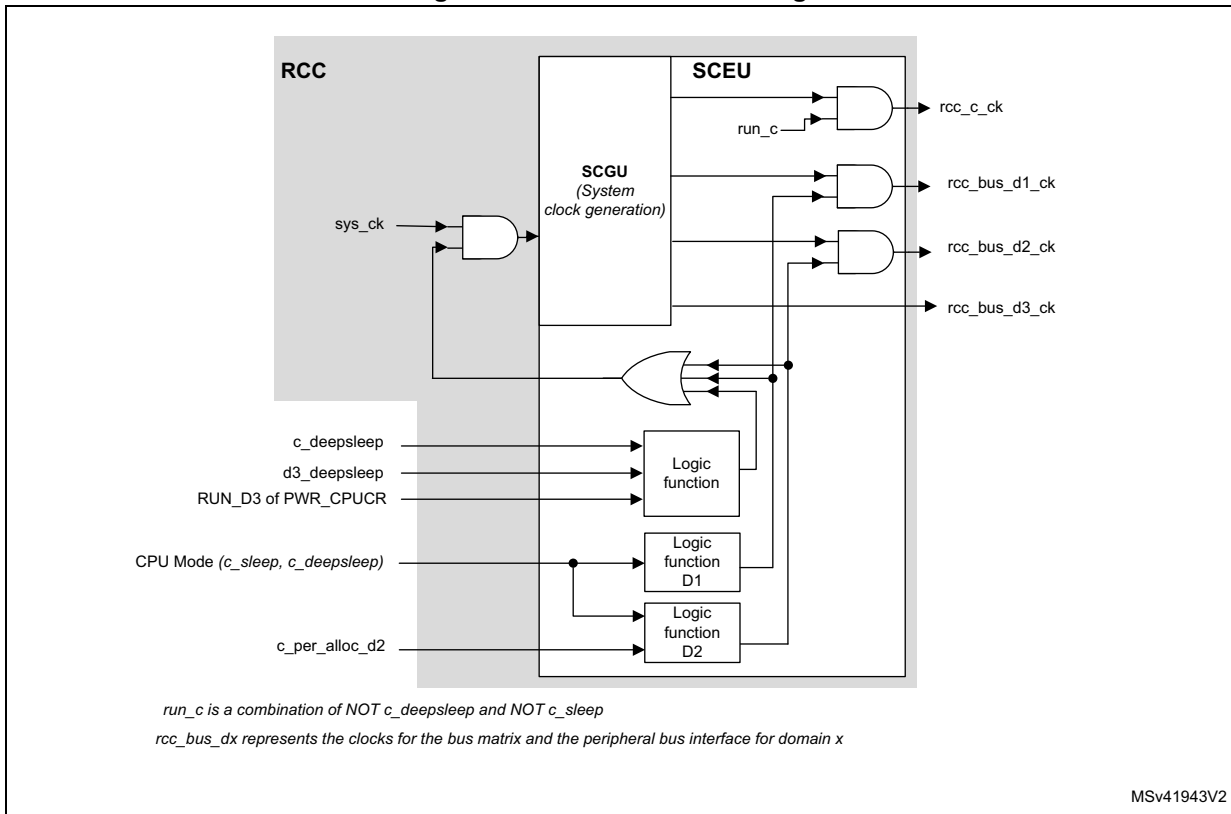 RCC
SCEU
rcc_c_ck
run_c
SCGU
(System
clock generation)
rcc_bus_d1_ck
sys_ck
rcc_bus_d2_ck
rcc_bus_d3_ck
c_deepsleep
d3_deepsleep
RUN_D3 of PWR_CPUCR
Logic
function
CPU Mode (c_sleep, c_deepsleep)
Logic
function
D1
c_per_alloc_d2
Logic
function
D2
run_c is a combination of NOT c_deepsleep and NOT c_sleep
rcc_bus_dx represents the clocks for the bus matrix and the peripheral bus interface for domain x
MSv41943V2